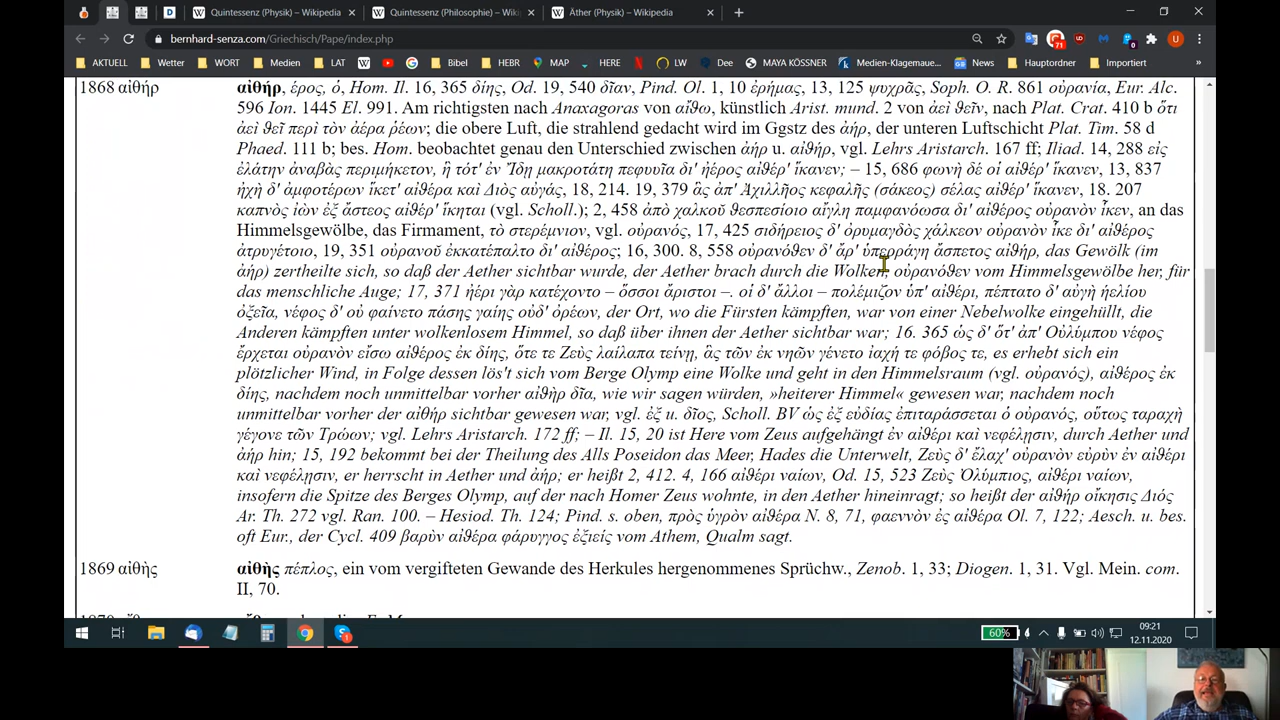 Quintessenz (Physik) – Wikipedia
Quintessenz (Philosophie) – Wiki
Äther (Physik) – Wikipedia
bernhard-senza.com/Griechisch/Pape/index.php
AKTUELL Wetter WORT Medien LAT Google Bibel HEBR MAP HERE LW Dee MAYA KÖSSNER Medien-Klagemaue... News Hauptordner Importiert
1868 αἰθήρ αἰθήρ, έρος, ὁ, Hom. Il. 16, 365 δίης, Od. 19, 540 δῖαν, Pind. Ol. 1, 10 ἐρήμας, 13, 125 ψυχρᾶς, Soph. O. R. 861 οὐρανία, Eur. Alc.
596 Ion. 1445 El. 991. Am richtigsten nach Anaxagoras von αἴθω, künstlich Arist. mund. 2 von ἀεὶ θεῖν, nach Plat. Crat. 410 b ὅτι
ἀεὶ θεῖ περὶ τὸν ἀέρα ῥέων; die obere Luft, die strahlend gedacht wird im Ggstz des ἀήρ, der unteren Luftschicht Plat. Tim. 58 d
Phaed. 111 b; bes. Hom. beobachtet genau den Unterschied zwischen ἀήρ u. αἰθήρ, vgl. Lehrs Aristarch. 167 ff; Iliad. 14, 288 εἰς
ἐλάτην ἀναβὰς περιμήκετον, ἣ τότ' ἐν Ἴδῃ μακροτάτη πεφυυῖα δι' ἠέρος αἰθέρ' ἵκανεν; – 15, 686 φωνὴ δέ οἱ αἰθέρ' ἵκανεν, 13, 837
ἠχὴ δ' ἀμφοτέρων ἵκετ' αἰθέρα καὶ Διὸς αὐγάς, 18, 214. 19, 379 ἃς ἀπ' Ἀχιλλῆος κεφαλῆς (σάκεος) σέλας αἰθέρ' ἵκανεν, 18. 207
καπνὸς ἰὼν ἐξ ἄστεος αἰθέρ' ἵκηται (vgl. Scholl.); 2, 458 ἀπὸ χαλκοῦ θεσπεσίοιο αἴγλη παμφανόωσα δι' αἰθέρος οὐρανὸν ἷκεν, an das
Himmelsgewölbe, das Firmament, τὸ στερέμνιον, vgl. οὐρανός, 17, 425 σιδήρειος δ' ὀρυμαγδὸς χάλκεον οὐρανὸν ἷκε δι' αἰθέρος
ἀτρυγέτοιο, 19, 351 οὐρανοῦ ἐκκατέπαλτο δι' αἰθέρος; 16, 300. 8, 558 οὐρανόθεν δ' ἄρ' ὑπερράγη ἄσπετος αἰθήρ, das Gewölk (im
ἀήρ) zertheilte sich, so daß der Aether sichtbar wurde, der Aether brach durch die Wolken, οὐρανόθεν vom Himmelsgewölbe her, für
das menschliche Auge; 17, 371 ἠέρι γαρ κατέχοντο – ὅσσοι ἄριστοι –. οἱ δ' ἄλλοι – πολέμιζον ὑπ' αἰθέρι, πέπτατο δ' αὐγὴ ἠελίου
ὀξεῖα, νέφος δ' οὐ φαίνετο πάσης γαίης οὐδ' ὀρέων, der Ort, wo die Fürsten kämpften, war von einer Nebelwolke eingehüllt, die
Anderen kämpften unter wolkenlosem Himmel, so daß über ihnen der Aether sichtbar war; 16. 365 ὡς δ' ὅτ' ἀπ' Οὐλύμπου νέφος
ἔρχεται οὐρανὸν εἴσω αἰθέρος ἐκ δίης, ὅτε τε Ζεὺς λαίλαπα τείνῃ, ἃς τῶν ἐκ νηῶν γένετο ἰαχή τε φόβος τε, es erhebt sich ein
plötzlicher Wind, in Folge dessen lös't sich vom Berge Olymp eine Wolke und geht in den Himmelsraum (vgl. οὐρανός), αἰθέρος ἐκ
δίης, nachdem noch unmittelbar vorher αἰθὴρ δῖα, wie wir sagen würden, »heiterer Himmel« gewesen war, nachdem noch
unmittelbar vorher der αἰθήρ sichtbar gewesen war, vgl. ἐξ u. δῖος, Scholl. BV ὡς ἐξ εὐδίας ἐπιταράσσεται ὁ οὐρανός, οὕτως ταραχὴ
γέγονε τῶν Τρώων; vgl. Lehrs Aristarch. 172 ff; – Il. 15, 20 ist Here vom Zeus aufgehängt ἐν αἰθέρι καὶ νεφέλῃσιν, durch Aether und
ἀήρ hin; 15, 192 bekommt bei der Theilung des Alls Poseidon das Meer, Hades die Unterwelt, Ζεὺς δ' ἔλαχ' οὐρανὸν εὐρὺν ἐν αἰθέρι
καὶ νεφέλῃσιν, er herrscht in Aether und ἀήρ; er heißt 2, 412. 4, 166 αἰθέρι ναίων, Od. 15, 523 Ζεὺς Ὀλύμπιος, αἰθέρι ναίων,
insofern die Spitze des Berges Olymp, auf der nach Homer Zeus wohnte, in den Aether hineinragt; so heißt der αἰθήρ οἴκησις Διός
Ar. Th. 272 vgl. Ran. 100. – Hesiod. Th. 124; Pind. s. oben, πρὸς ὑγρὸν αἰθέρα N. 8, 71, φαεννὸν ἐς αἰθέρα Ol. 7, 122; Aesch. u. bes.
oft Eur., der Cycl. 409 βαρὺν αἰθέρα φάρυγγος ἐξιείς vom Athem, Qualm sagt.
1869 αἰθὴς αἰθὴς πέπλος, ein vom vergifteten Gewande des Herkules hergenommenes Sprüchw., Zenob. 1, 33; Diogen. 1, 31. Vgl. Mein. com.
II, 70.
60%
09:21
12.11.2020